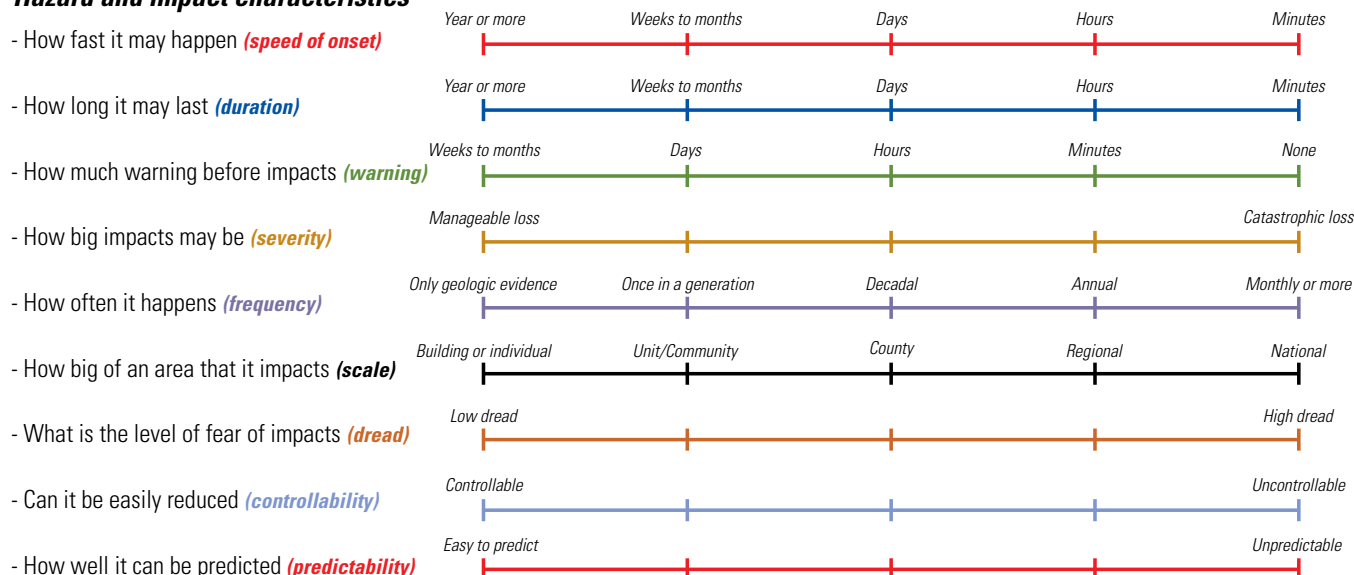 Hazard and impact characteristics
Year or more Weeks to months Days Hours Minutes
- How fast it may happen (speed of onset)
Year or more Weeks to months Days Hours Minutes
- How long it may last (duration)
Weeks to months Days Hours Minutes None
- How much warning before impacts (warning)
Manageable loss Catastrophic loss
- How big impacts may be (severity)
Only geologic evidence Once in a generation Decadal Annual Monthly or more
- How often it happens (frequency)
Building or individual Unit/Community County Regional National
- How big of an area that it impacts (scale)
Low dread High dread
- What is the level of fear of impacts (dread)
Controllable Uncontrollable
- Can it be easily reduced (controllability)
Easy to predict Unpredictable
- How well it can be predicted (predictability)